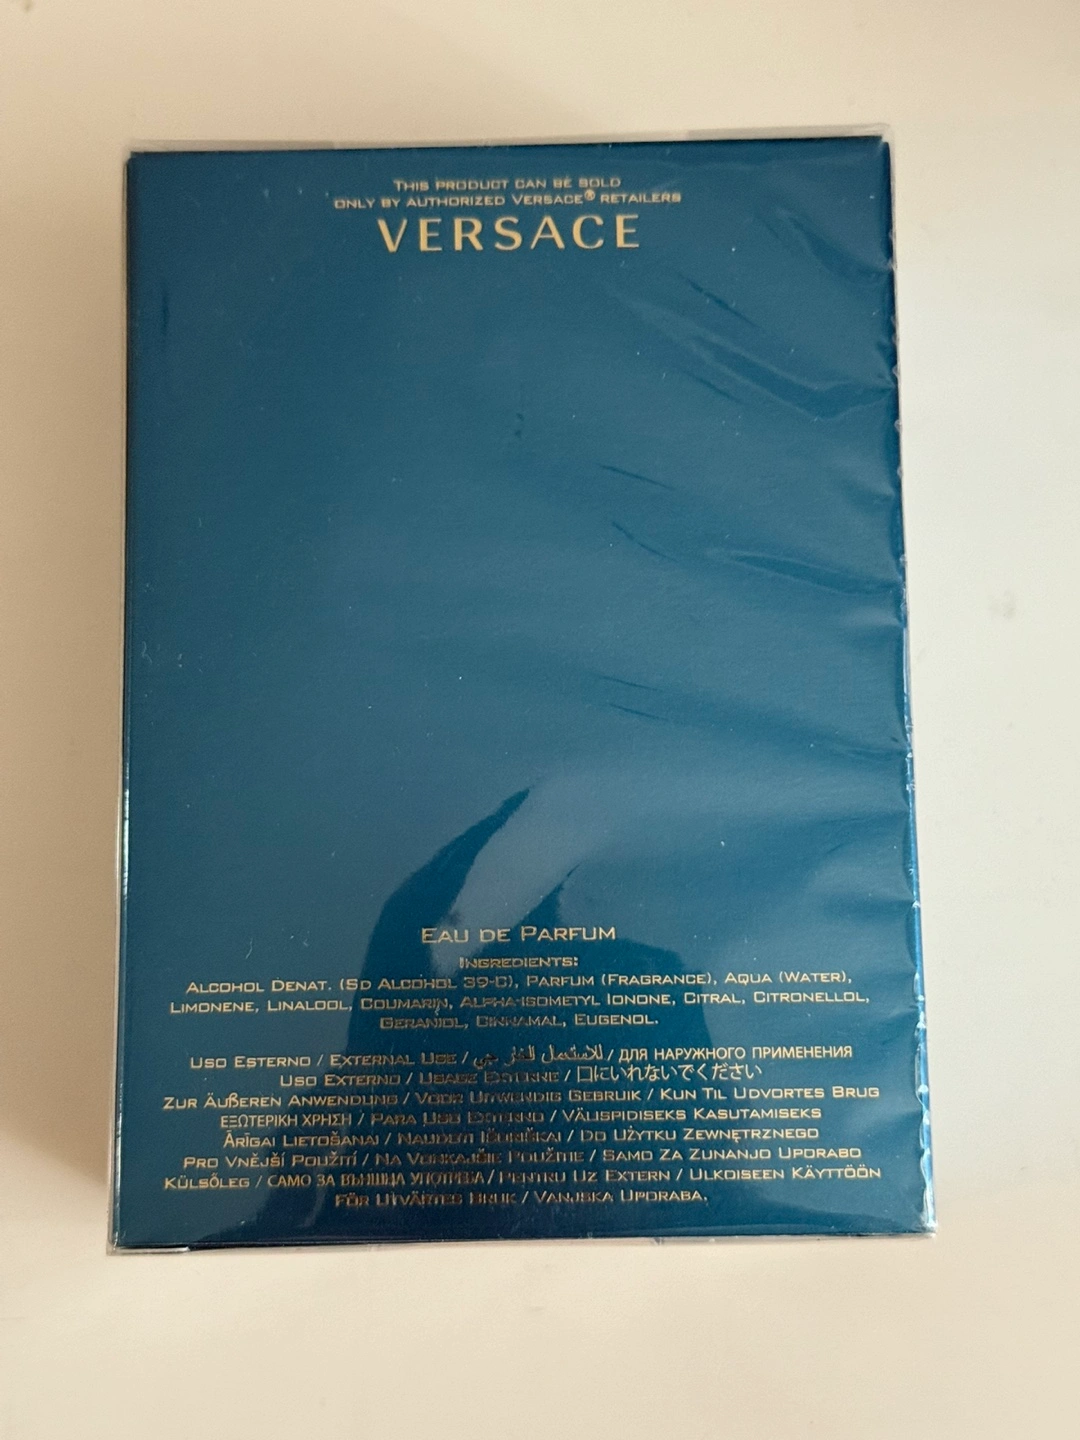 THIS PRODUCT CAN BE SOLD
ONLY BY AUTHORIZED VERSACE® RETAILERS
VERSACE
EAU DE PARFUM
INGREDIENTS:
ALCOHOL DENAT. (SD ALCOHOL 39-C), PARFUM (FRAGRANCE), AQUA (WATER),
LIMONENE, LINALOOL, COUMARIN, ALPHA-ISOMETYL IONONE, CITRAL, CITRONELLOL,
GERANIOL, CINNAMAL, EUGENOL.
USO ESTERNO / EXTERNAL USE / للاستعمال الخارجي / ДЛЯ НАРУЖНОГО ПРИМЕНЕНИЯ
USO EXTERNO / USAGE EXTERNE / 口にいれないでください
ZUR ÄUßEREN ANWENDUNG / VOOR UITWENDIG GEBRUIK / KUN TIL UDVORTES BRUG
ΕΞΩΤΕΡΙΚΗ ΧΡΗΣΗ / PARA USO EXTERNO / VÄLISPIDISEKS KASUTAMISEKS
ĀRĪGAI LIETOŠANAI / NAUDOTI IŠORIŠKAI / DO UŻYTKU ZEWNĘTRZNEGO
PRO VNĚJŠÍ POUŽITÍ / NA VONKAJŠIE POUŽITIE / SAMO ZA ZUNANJO UPORABO
KÜLSŐLEG / САМО ЗА ВЪНШНА УПОТРЕБА / PENTRU UZ EXTERN / ULKOISEEN KÄYTTÖÖN
FÖR UTVÄRTES BRUK / VANJSKA UPORABA.